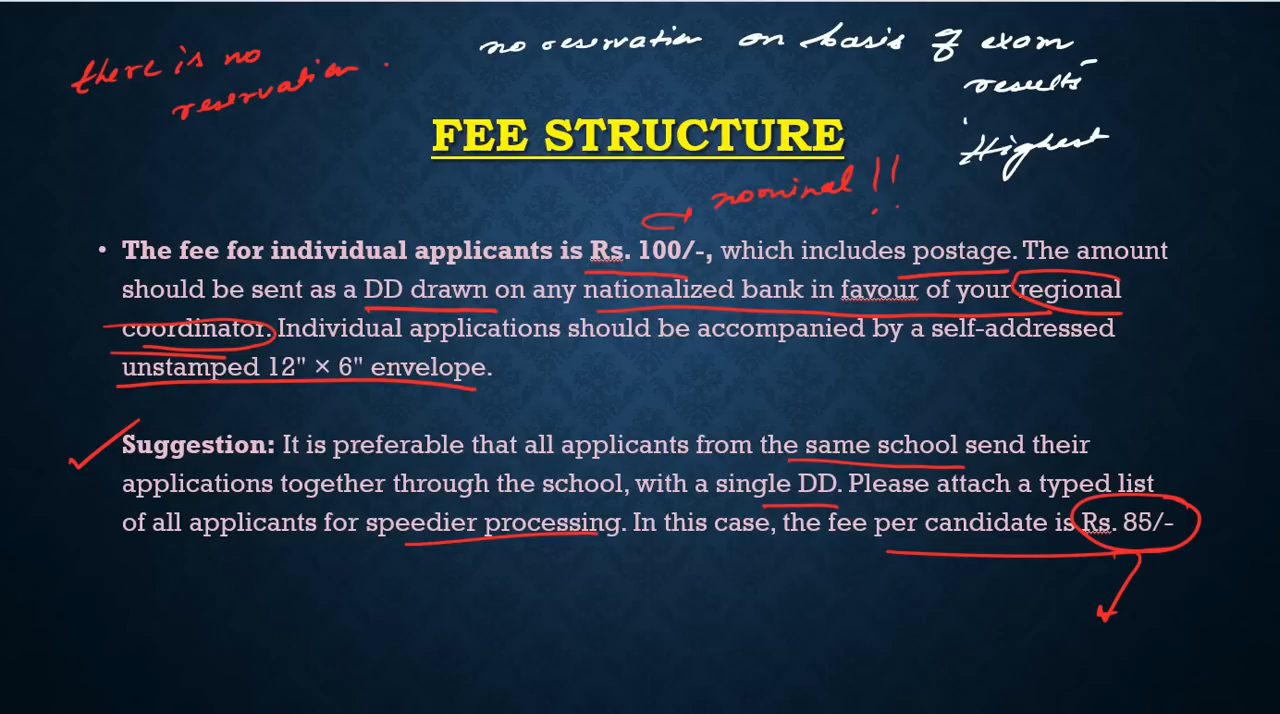 there is no
reservation.
no reservation on basis of exam
results
Highest
FEE STRUCTURE
nominal!!
• The fee for individual applicants is Rs. 100/-, which includes postage. The amount
should be sent as a DD drawn on any nationalized bank in favour of your regional
coordinator. Individual applications should be accompanied by a self-addressed
unstamped 12" × 6" envelope.
Suggestion: It is preferable that all applicants from the same school send their
applications together through the school, with a single DD. Please attach a typed list
of all applicants for speedier processing. In this case, the fee per candidate is Rs. 85/-